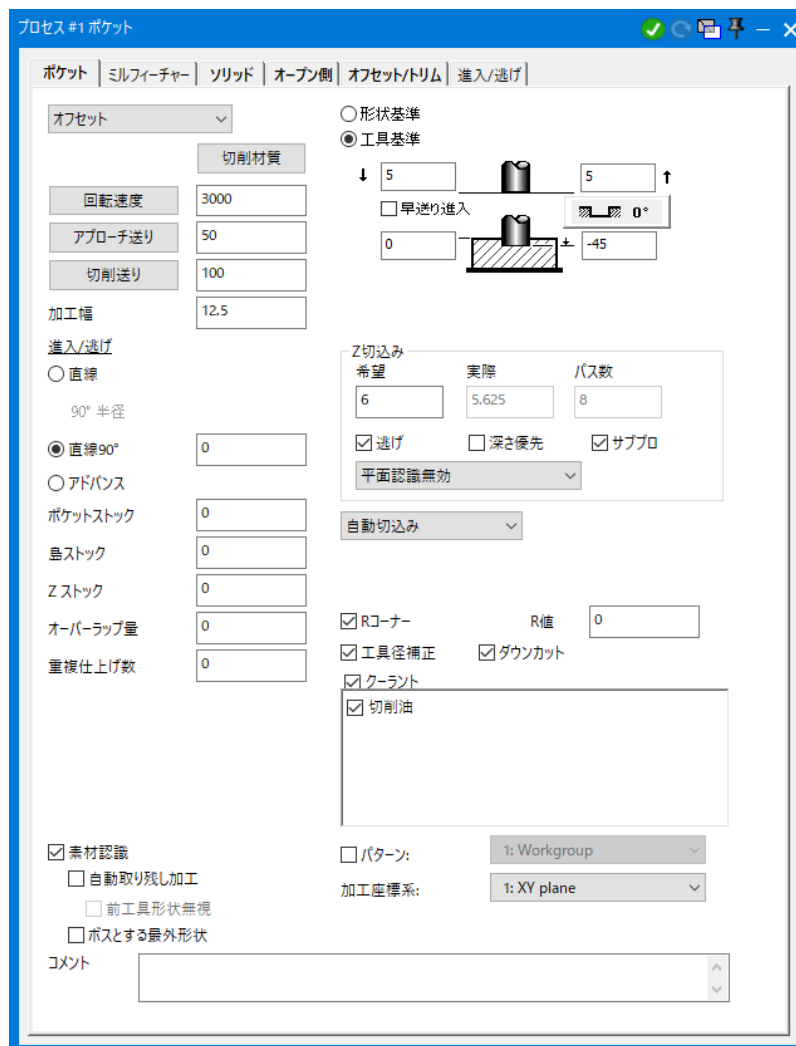 プロセス #1 ポケット
ポケット ミルフィーチャー ソリッド オープン側 オフセット/トリム 進入/逃げ
オフセット
形状基準
工具基準
切削材質
5 5
回転速度 3000
早送り進入 0°
アプローチ送り 50
0 -45
切削送り 100
加工幅 12.5
進入/逃げ
直線
90° 半径
直線90° 0
アドバンス
ポケットストック 0
島ストック 0
Z ストック 0
オーバーラップ量 0
重複仕上げ数 0
Z切込み
希望 実際 パス数
6 5.625 8
逃げ 深さ優先 サブプロ
平面認識無効
自動切込み
Rコーナー R値 0
工具径補正 ダウンカット
クーラント
切削油
素材認識
自動取り残し加工
前工具形状無視
ボスとする最外形状
パターン: 1: Workgroup
加工座標系: 1: XY plane
コメント